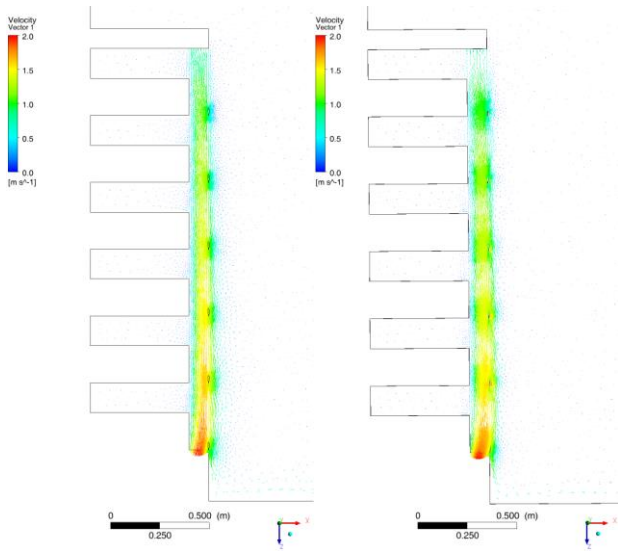 Velocity
Vector 1
2.0
1.5
1.0
0.5
0.0
[m s^-1]
0 0.500 (m)
0.250
X
Z
Velocity
Vector 1
2.0
1.5
1.0
0.5
0.0
[m s^-1]
0 0.500 (m)
0.250
X
Z